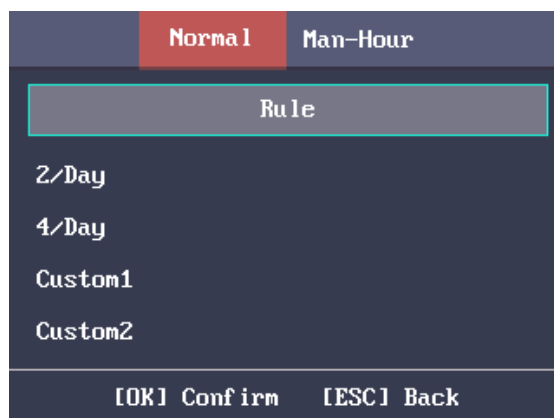 Normal Man-Hour
Rule
2/Day
4/Day
Custom1
Custom2
[OK] Confirm [ESC] Back